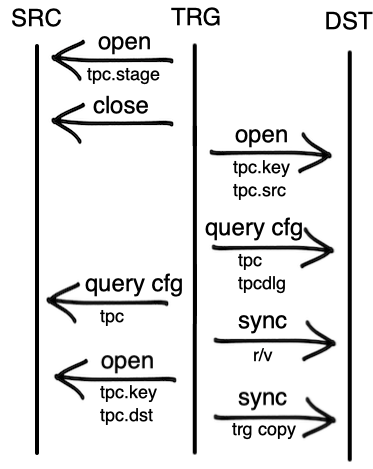 SRC TRG DST
open
tpc.stage
close
open
tpc.key
tpc.src
query cfg
tpc
tpcdlg
query cfg
tpc
sync
r/v
open
tpc.key
tpc.dst
sync
trg copy